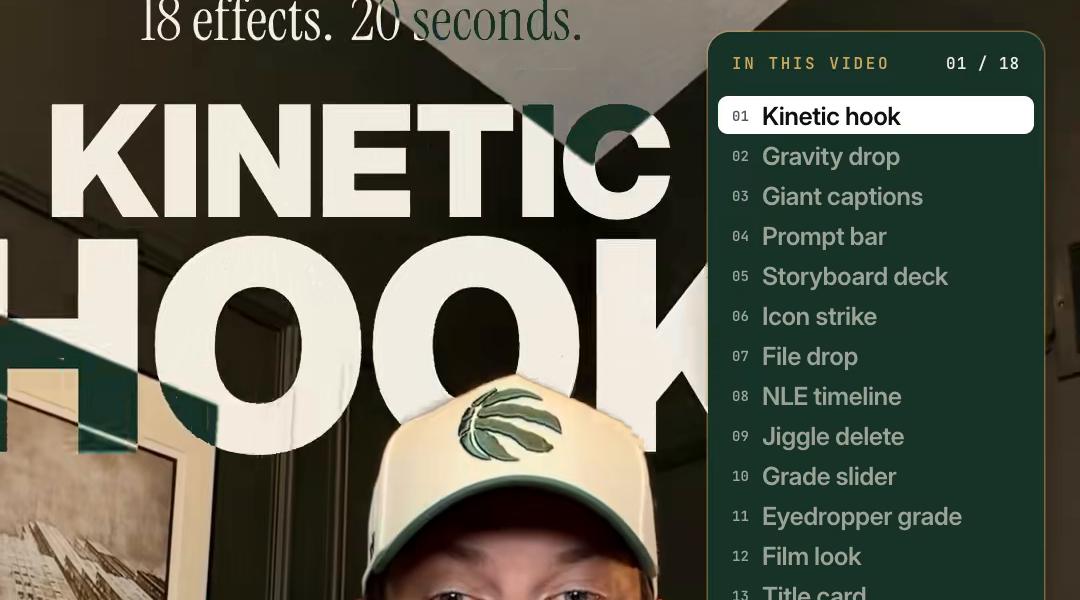 18 effects. 20 seconds.
KINETIC
HOOK
IN THIS VIDEO 01 / 18
01 Kinetic hook
02 Gravity drop
03 Giant captions
04 Prompt bar
05 Storyboard deck
06 Icon strike
07 File drop
08 NLE timeline
09 Jiggle delete
10 Grade slider
11 Eyedropper grade
12 Film look
13 Title card